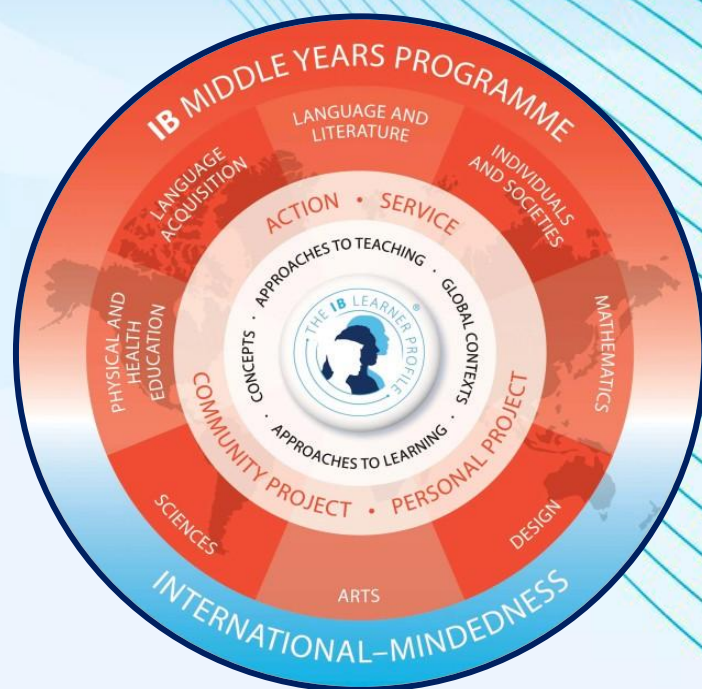 IB MIDDLE YEARS PROGRAMME
LANGUAGE AND
LITERATURE
INDIVIDUALS
AND SOCIETIES
MATHEMATICS
DESIGN
ARTS
SCIENCES
PHYSICAL AND
HEALTH
EDUCATION
LANGUAGE
ACQUISITION
ACTION • SERVICE
PERSONAL PROJECT
•
COMMUNITY PROJECT
APPROACHES TO TEACHING ·
GLOBAL CONTEXTS ·
APPROACHES TO LEARNING ·
CONCEPTS ·
THE IB LEARNER PROFILE ®
INTERNATIONAL–MINDEDNESS